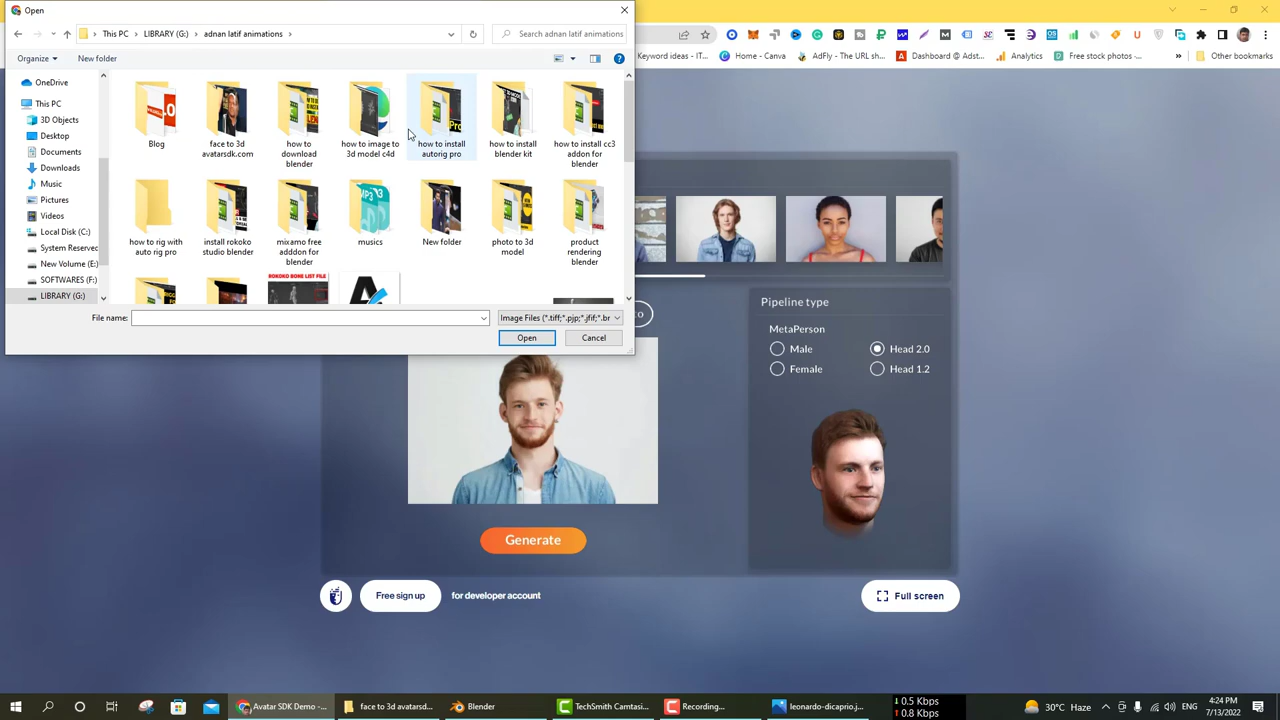 Open
This PC
LIBRARY (G:)
adnan latif animations
Search adnan latif animations
Organize
New folder
OneDrive
This PC
3D Objects
Desktop
Documents
Downloads
Music
Pictures
Videos
Local Disk (C:)
System Reserved
New Volume (E:)
SOFTWARES (F:)
LIBRARY (G:)
Blog
face to 3d
avatarsdk.com
how to
download
blender
how to image to
3d model c4d
how to install
autorig pro
how to install
blender kit
how to install cc3
addon for
blender
how to rig with
auto rig pro
install rokoko
studio blender
mixamo free
adddon for
blender
MP3
musics
New folder
photo to 3d
model
product
rendering
blender
ROKOKO BONE LIST FILE
File name:
Image Files (*.tiff;*.pjp;*.jfif;*.br
Open
Cancel
Keyword ideas - IT...
Home - Canva
AdFly - The URL sh...
Dashboard @ Adst...
Analytics
Free stock photos -...
»
Other bookmarks
Pipeline type
MetaPerson
Male
Head 2.0
Female
Head 1.2
Generate
Free sign up
for developer account
Full screen
Avatar SDK Demo -...
face to 3d avatarsd...
Blender
TechSmith Camtasi...
Recording...
leonardo-dicaprio.j...
0.5 Kbps
0.8 Kbps
30°C Haze
ENG
4:24 PM
7/13/2022